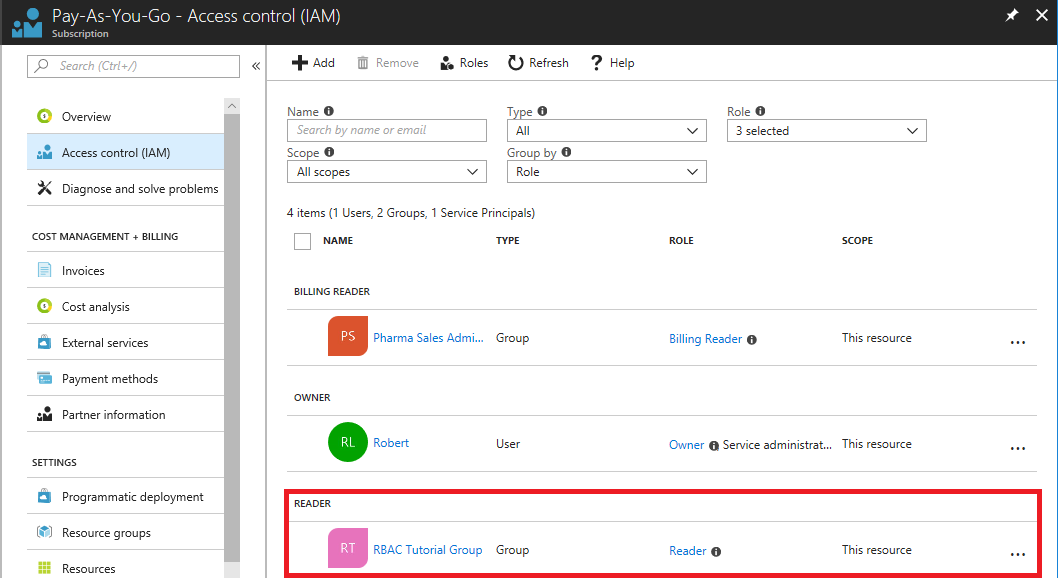 Pay-As-You-Go - Access control (IAM)
Subscription
Search (Ctrl+/)
«
Overview
Access control (IAM)
Diagnose and solve problems
COST MANAGEMENT + BILLING
Invoices
Cost analysis
External services
Payment methods
Partner information
SETTINGS
Programmatic deployment
Resource groups
Resources
Add Remove Roles Refresh ? Help
Name Type Role
Search by name or email All 3 selected
Scope Group by
All scopes Role
4 items (1 Users, 2 Groups, 1 Service Principals)
NAME TYPE ROLE SCOPE
BILLING READER
PS Pharma Sales Admi... Group Billing Reader This resource ...
OWNER
RL Robert User Owner Service administrat... This resource ...
READER
RT RBAC Tutorial Group Group Reader This resource ...